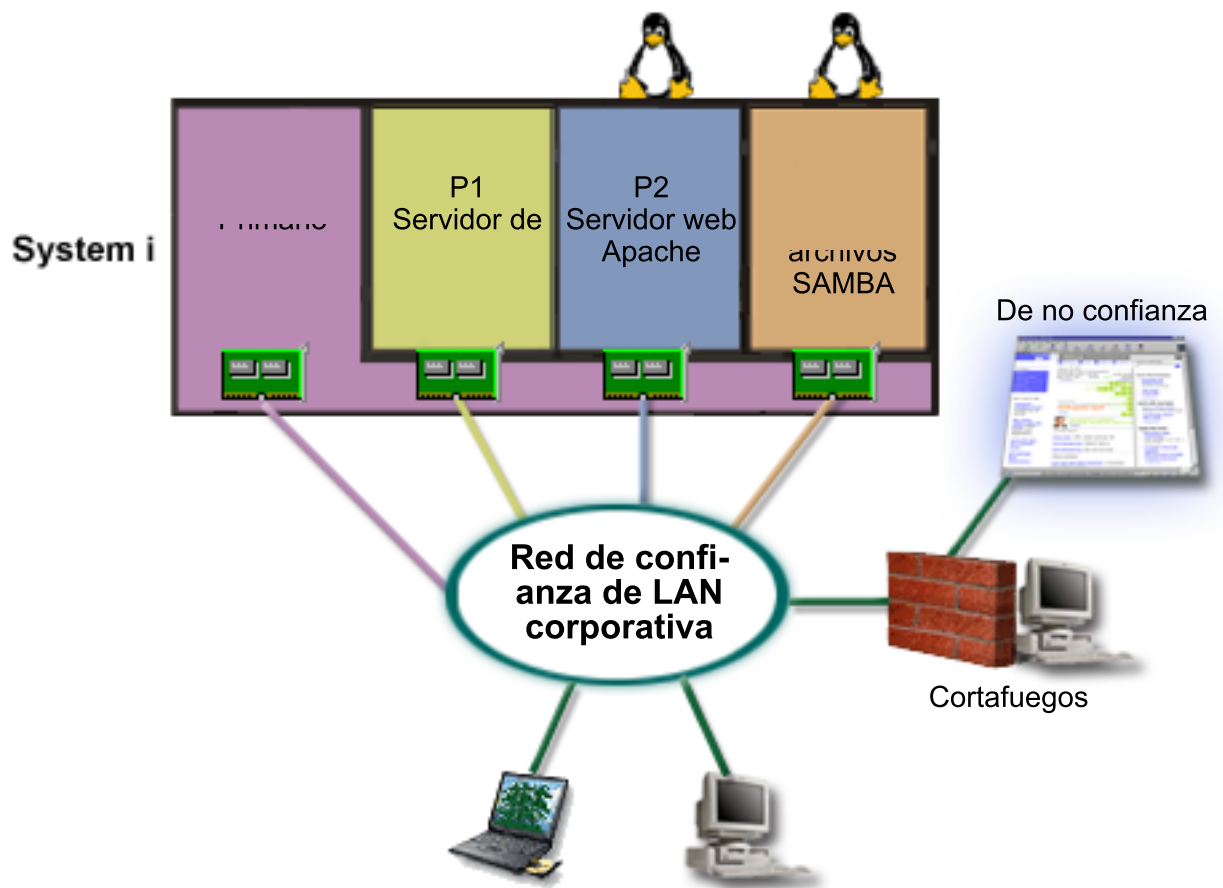 P1
Servidor de
P2
Servidor web
Apache
archivos
SAMBA
System i
De no confianza
Red de confi-
anza de LAN
corporativa
Cortafuegos